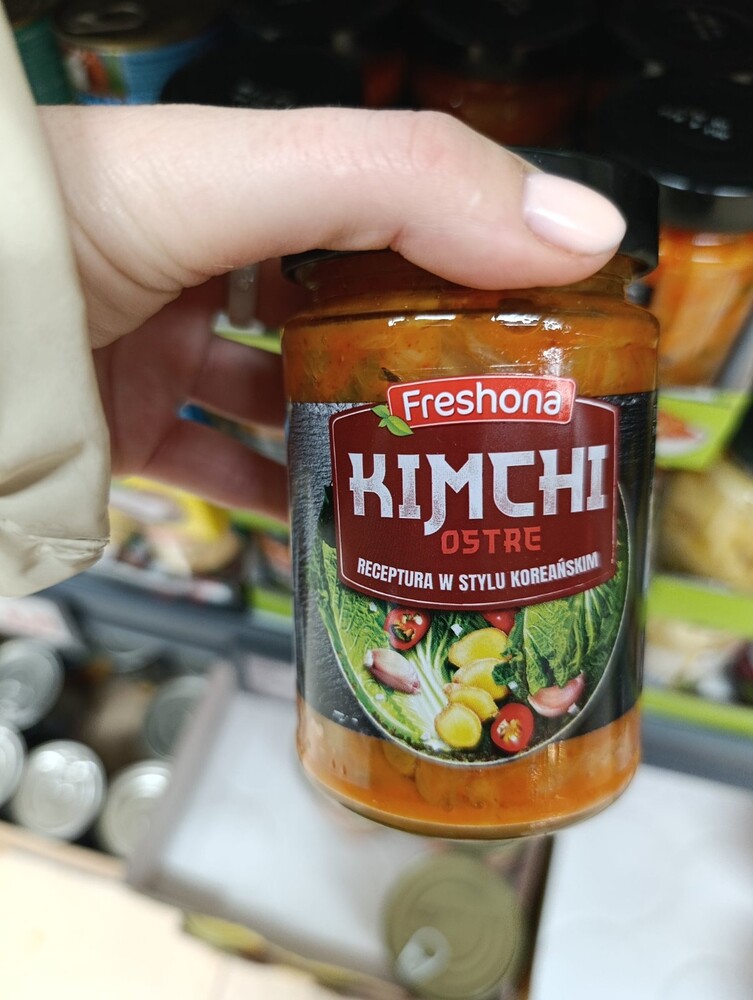 Freshona
KIMCHI
OSTRE
RECEPTURA W STYLU KOREAŃSKIM